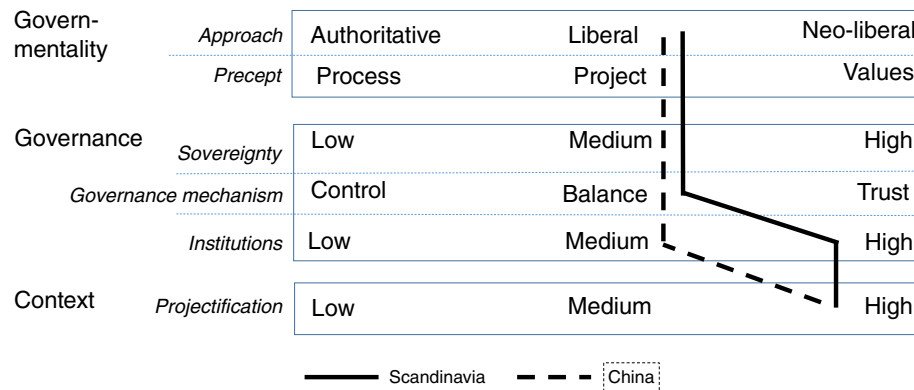 Govern-
mentality
Approach Authoritative Liberal Neo-liberal
Precept Process Project Values
Governance
Sovereignty Low Medium High
Governance mechanism Control Balance Trust
Institutions Low Medium High
Context Projectification Low Medium High
Scandinavia China